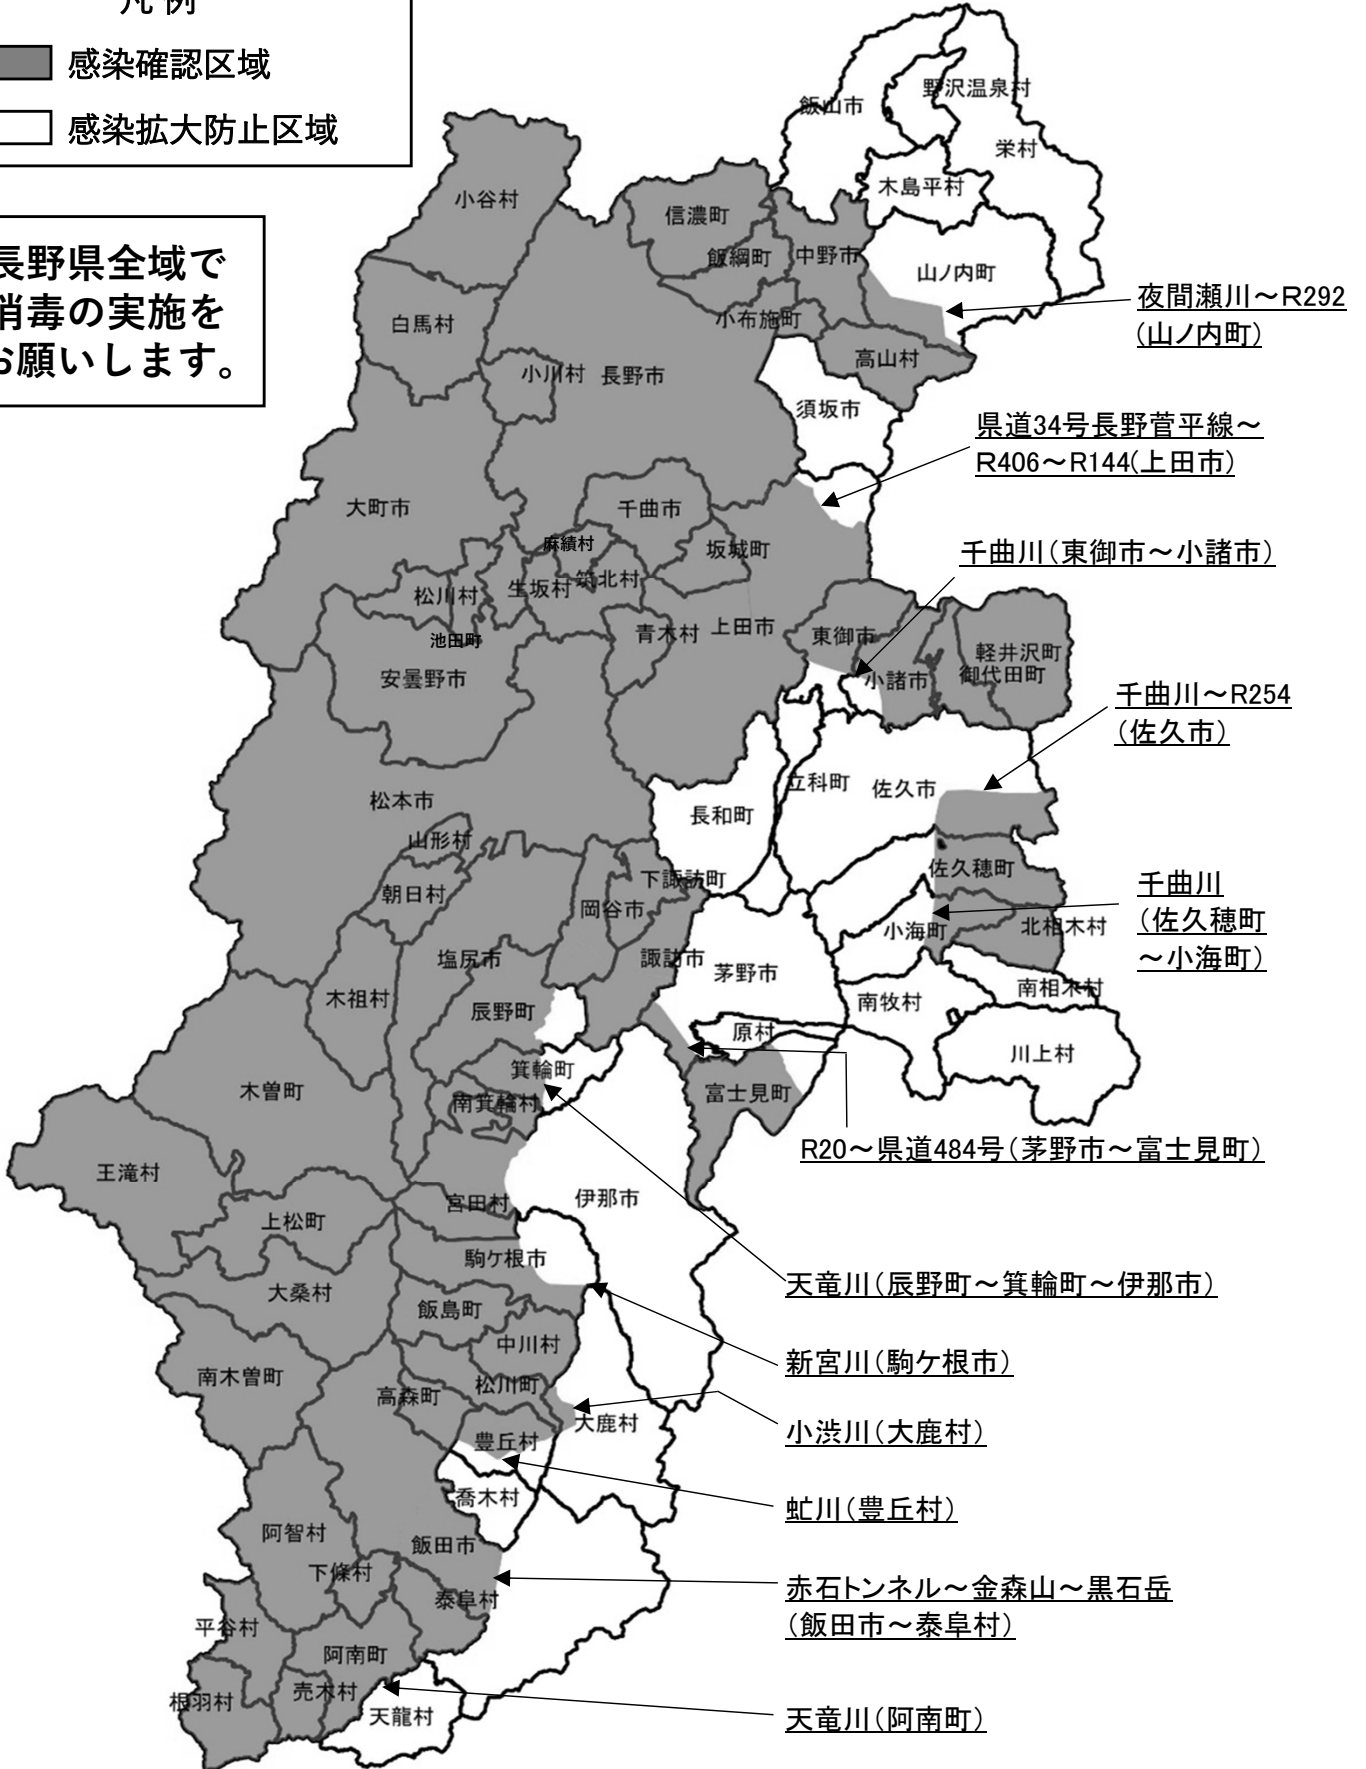 凡例
感染確認区域
感染拡大防止区域
長野県全域で
消毒の実施を
お願いします。
飯山市
野沢温泉村
栄村
木島平村
小谷村
信濃町
飯綱町
中野市
山ノ内町
夜間瀬川～R292
(山ノ内町)
白馬村
小布施町
高山村
小川村
長野市
須坂市
県道34号長野菅平線～
R406～R144(上田市)
大町市
千曲市
麻績村
坂城町
千曲川(東御市～小諸市)
松川村
生坂村
筑北村
池田町
青木村
上田市
東御市
軽井沢町
御代田町
小諸市
安曇野市
千曲川～R254
(佐久市)
松本市
立科町
佐久市
長和町
山形村
朝日村
下諏訪町
岡谷市
佐久穂町
千曲川
(佐久穂町
～小海町)
小海町
北相木村
塩尻市
諏訪市
茅野市
南相木村
木祖村
辰野町
南牧村
原村
川上村
箕輪町
木曽町
南箕輪村
富士見町
R20～県道484号(茅野市～富士見町)
王滝村
宮田村
伊那市
上松町
駒ケ根市
天竜川(辰野町～箕輪町～伊那市)
大桑村
飯島町
中川村
新宮川(駒ケ根市)
南木曽町
高森町
松川町
大鹿村
小渋川(大鹿村)
豊丘村
喬木村
虻川(豊丘村)
阿智村
飯田市
下條村
泰阜村
赤石トンネル～金森山～黒石岳
(飯田市～泰阜村)
平谷村
阿南町
売木村
根羽村
天龍村
天竜川(阿南町)